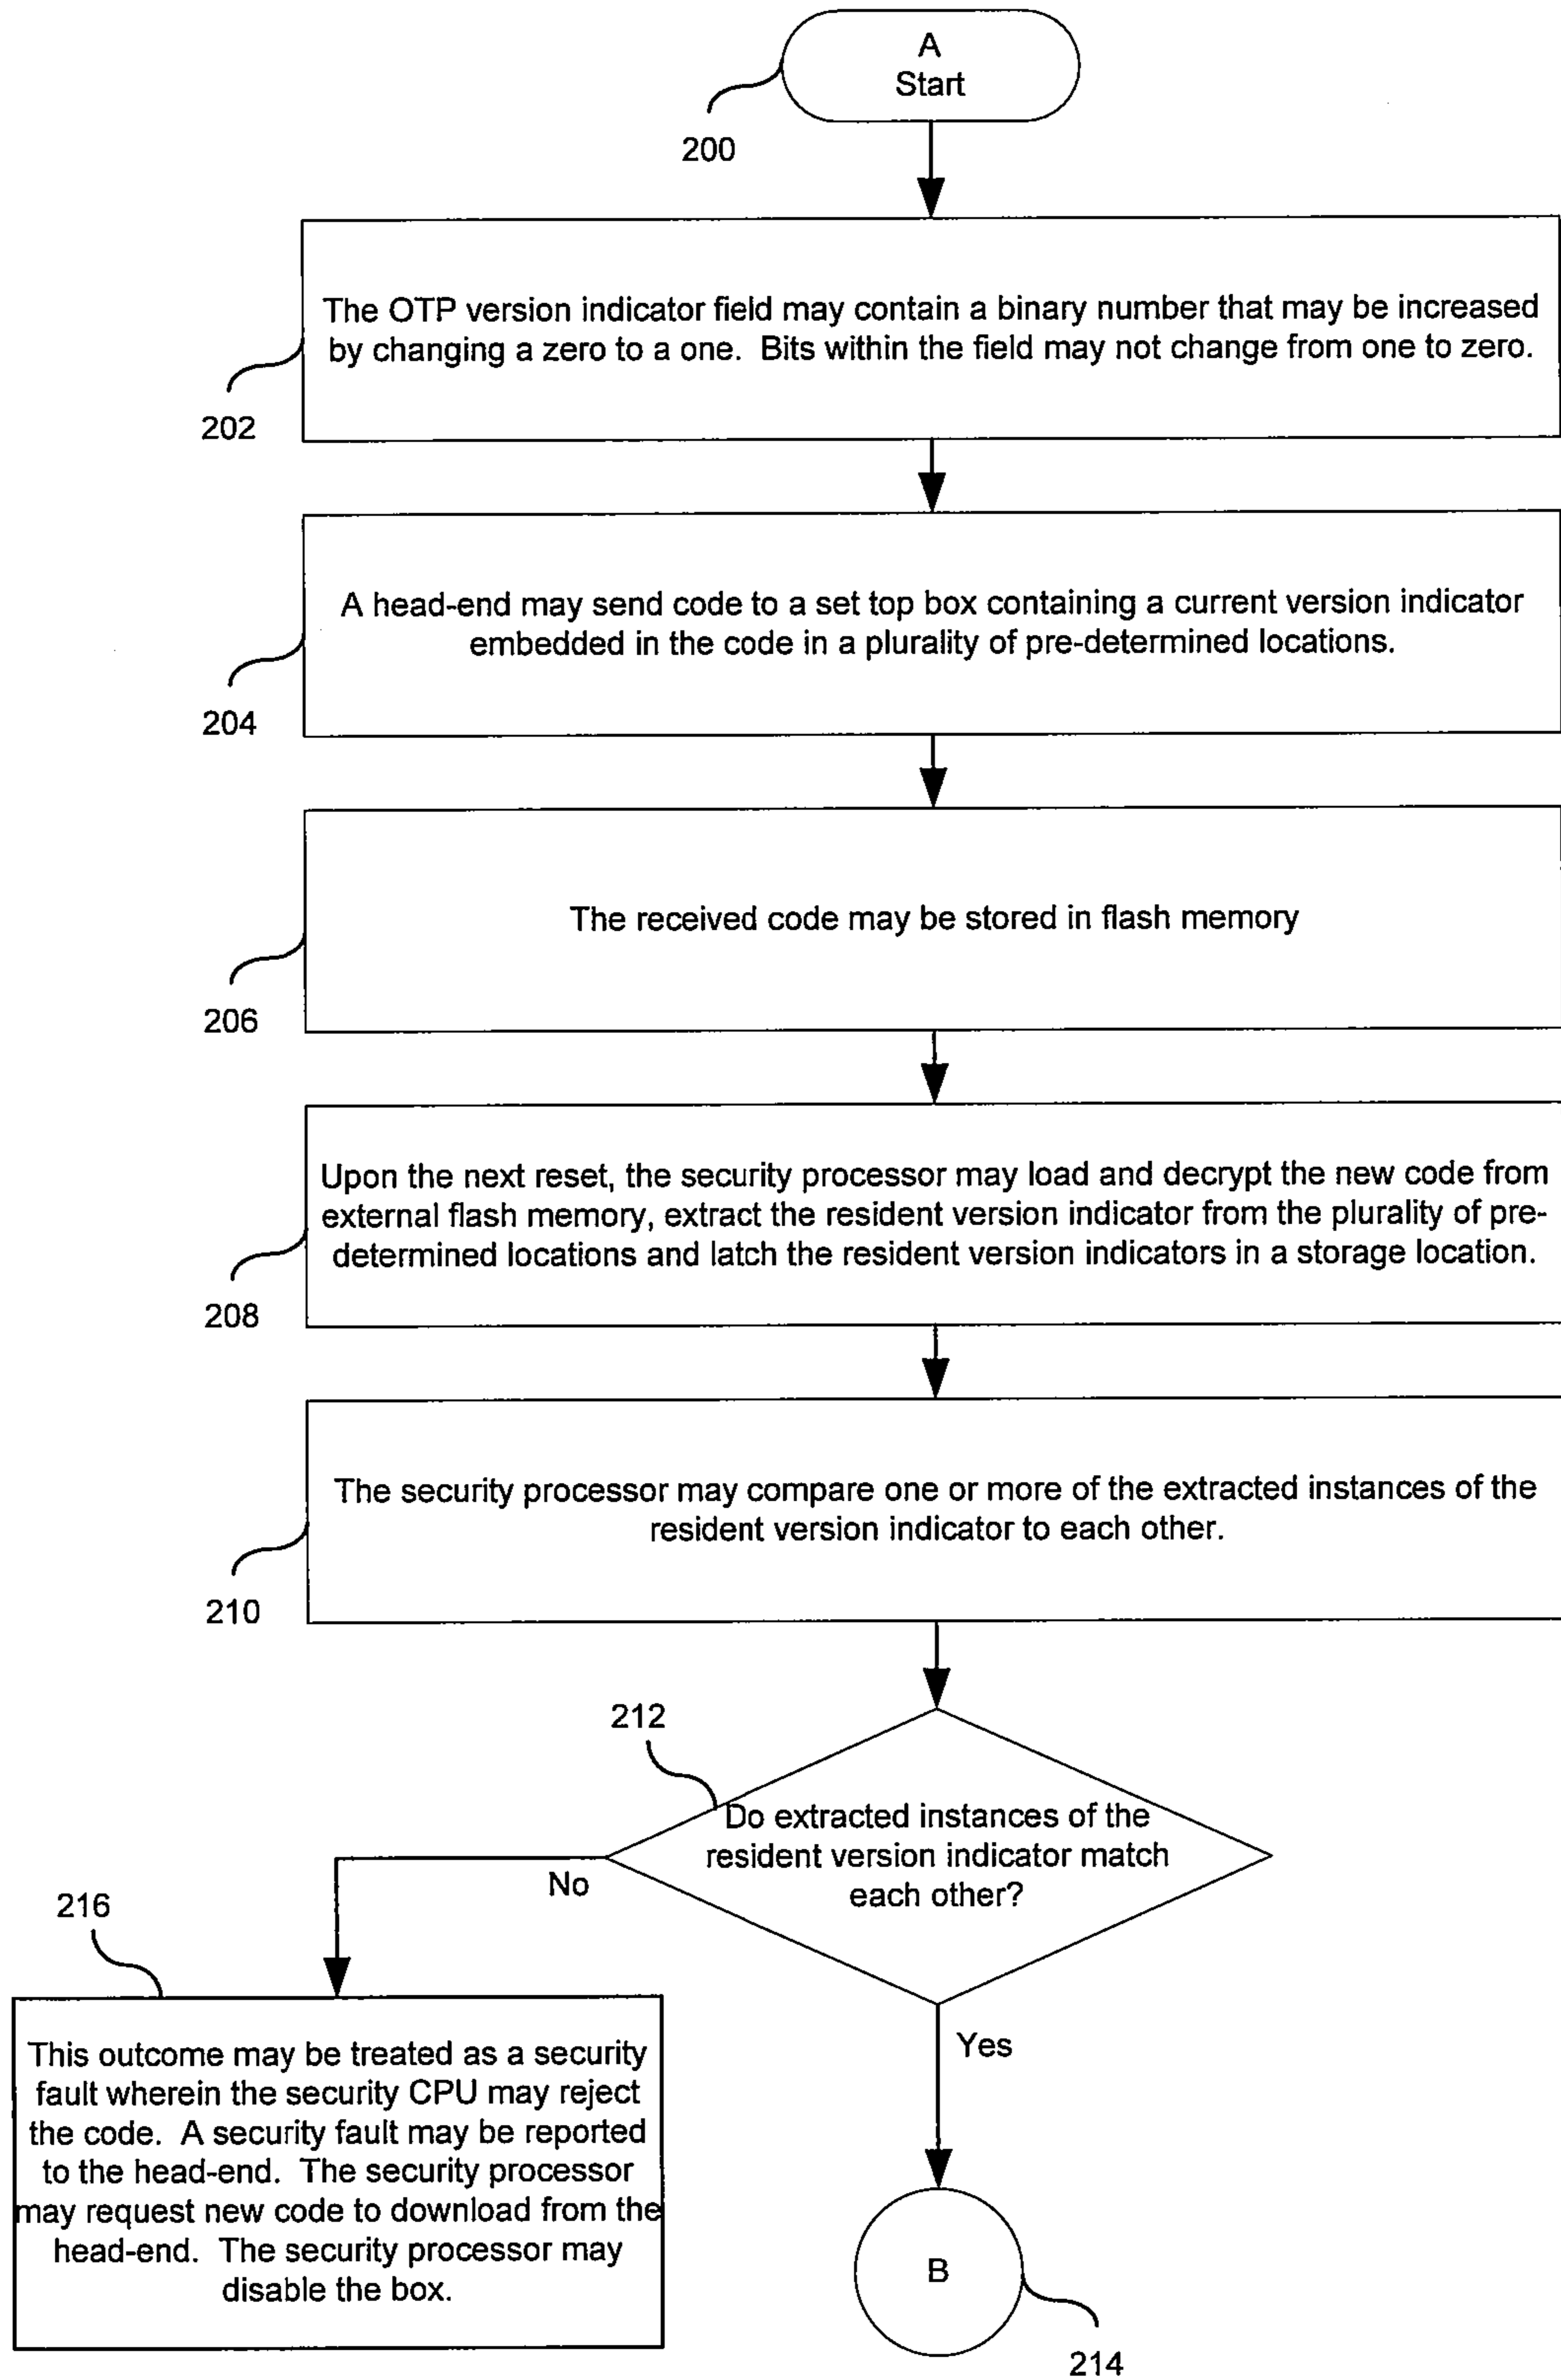 A
Start
200
The OTP version indicator field may contain a binary number that may be increased
by changing a zero to a one. Bits within the field may not change from one to zero.
202
A head-end may send code to a set top box containing a current version indicator
embedded in the code in a plurality of pre-determined locations.
204
The received code may be stored in flash memory
206
Upon the next reset, the security processor may load and decrypt the new code from
external flash memory, extract the resident version indicator from the plurality of pre-
determined locations and latch the resident version indicators in a storage location.
208
The security processor may compare one or more of the extracted instances of the
resident version indicator to each other.
210
212
Do extracted instances of the
resident version indicator match
each other?
No
216
Yes
This outcome may be treated as a security
fault wherein the security CPU may reject
the code. A security fault may be reported
to the head-end. The security processor
may request new code to download from the
head-end. The security processor may
disable the box.
B
214